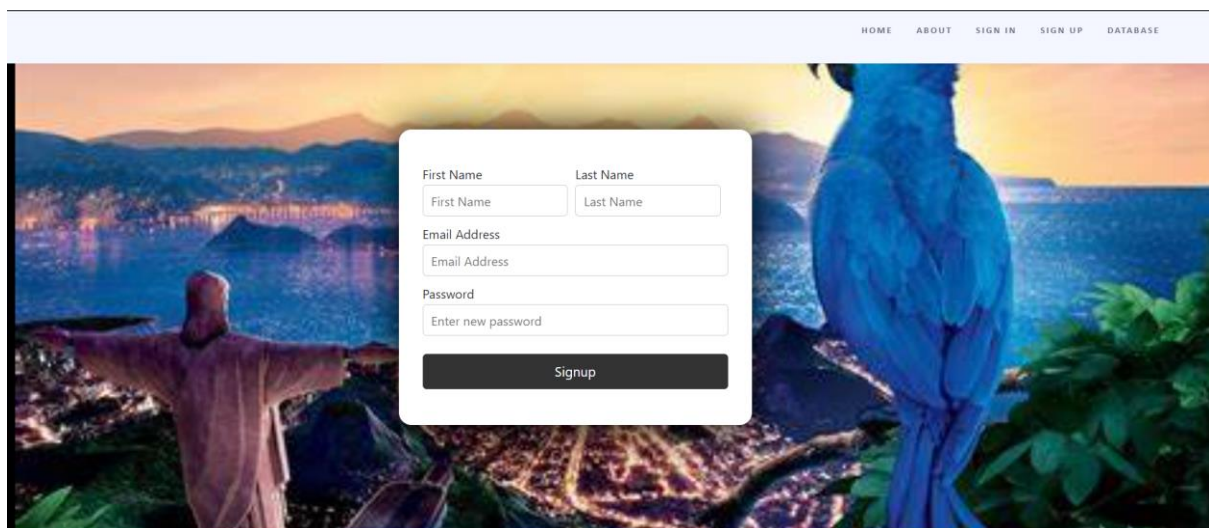 HOME ABOUT SIGN IN SIGN UP DATABASE
First Name Last Name
First Name Last Name
Email Address
Email Address
Password
Enter new password
Signup